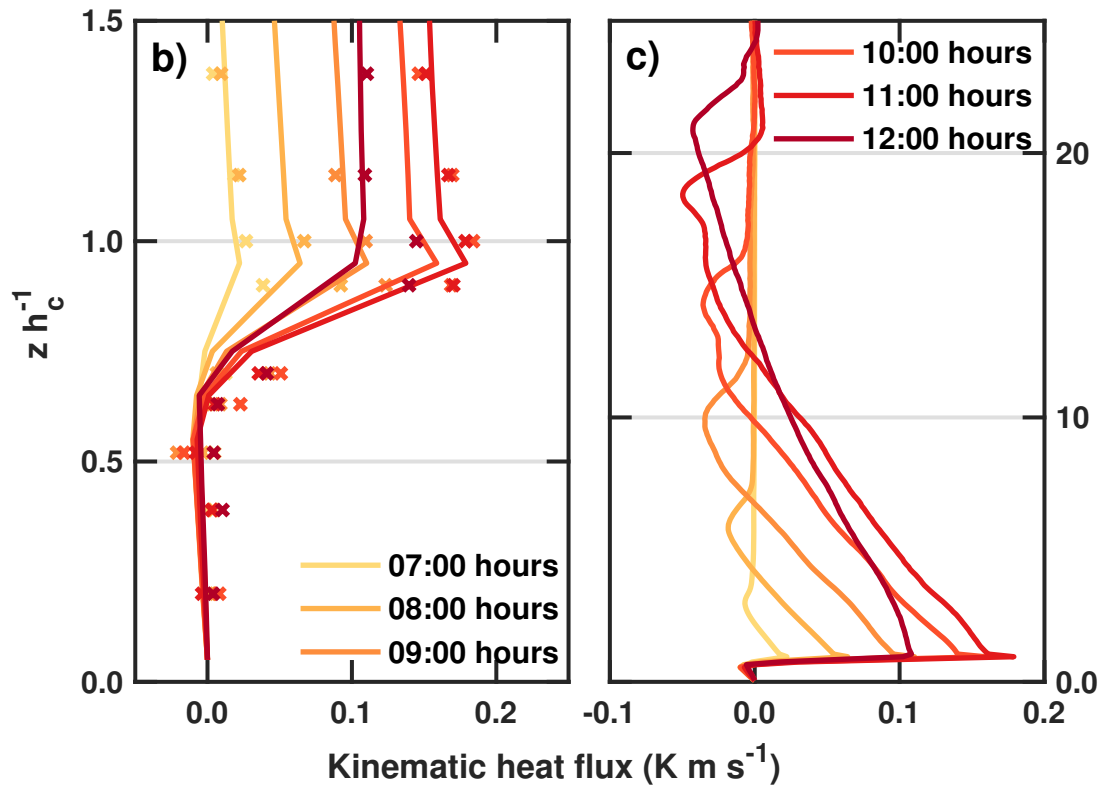 1.5
1.0
0.5
0.0
z h_c^-1
b)
07:00 hours
08:00 hours
09:00 hours
0.0 0.1 0.2
c)
10:00 hours
11:00 hours
12:00 hours
20
10
0.0
-0.1 0.0 0.1 0.2
Kinematic heat flux (K m s^-1)